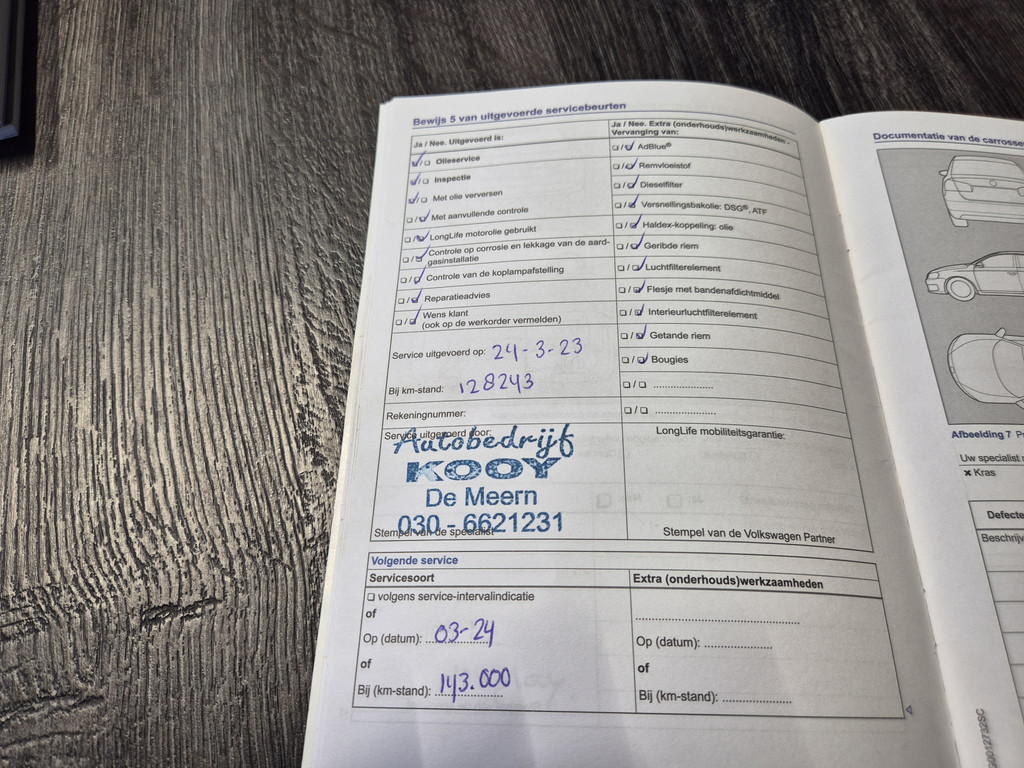 Bewijs 5 van uitgevoerde servicebeurten
Ja / Nee. Uitgevoerd is:
Olieservice
Inspectie
Met olie verversen
Met aanvullende controle
LongLife motorolie gebruikt
Controle op corrosie en lekkage van de aard-
gasinstallatie
Controle van de koplampafstelling
Reparatieadvies
Wens klant
(ook op de werkorder vermelden)
Service uitgevoerd op: 24-3-23
Bij km-stand: 128243
Rekeningnummer:
Service uitgevoerd door:
Autobedrijf
KOOY
De Meern
030 - 6621231
Stempel van de specialist
Ja / Nee. Extra (onderhouds)werkzaamheden -
Vervanging van:
AdBlue®
Remvloeistof
Dieselfilter
Versnellingsbakolie: DSG®, ATF
Haldex-koppeling: olie
Geribde riem
Luchtfilterelement
Flesje met bandenafdichtmiddel
Interieurluchtfilterelement
Getande riem
Bougies
LongLife mobiliteitsgarantie:
Stempel van de Volkswagen Partner
Volgende service
Servicesoort
volgens service-intervalindicatie
of
Op (datum): 03-24
of
Bij (km-stand): 143.000
Extra (onderhouds)werkzaamheden
Op (datum):
of
Bij (km-stand):
Documentatie van de carrosse
Afbeelding 7
Uw specialist
× Kras
Defecte
Beschrijv